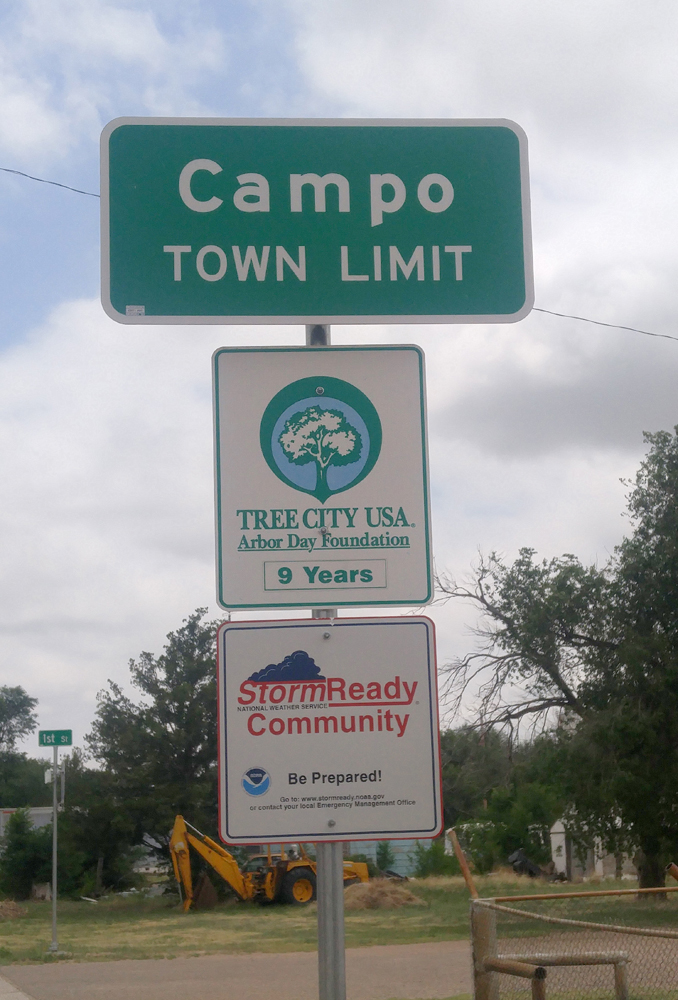 Campo
TOWN LIMIT
TREE CITY USA®
Arbor Day Foundation
9 Years
StormReady®
NATIONAL WEATHER SERVICE
Community
NOAA
Be Prepared!
Go to: www.stormready.noaa.gov
or contact your local Emergency Management Office
1st ST